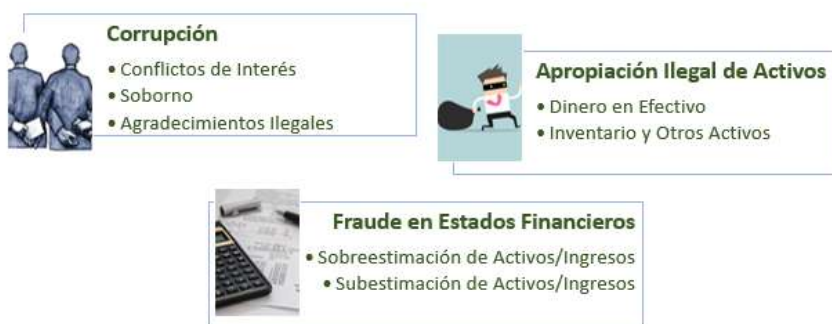 Corrupción
• Conflictos de Interés
• Soborno
• Agradecimientos Ilegales
Apropiación Ilegal de Activos
• Dinero en Efectivo
• Inventario y Otros Activos
Fraude en Estados Financieros
• Sobreestimación de Activos/Ingresos
• Subestimación de Activos/Ingresos